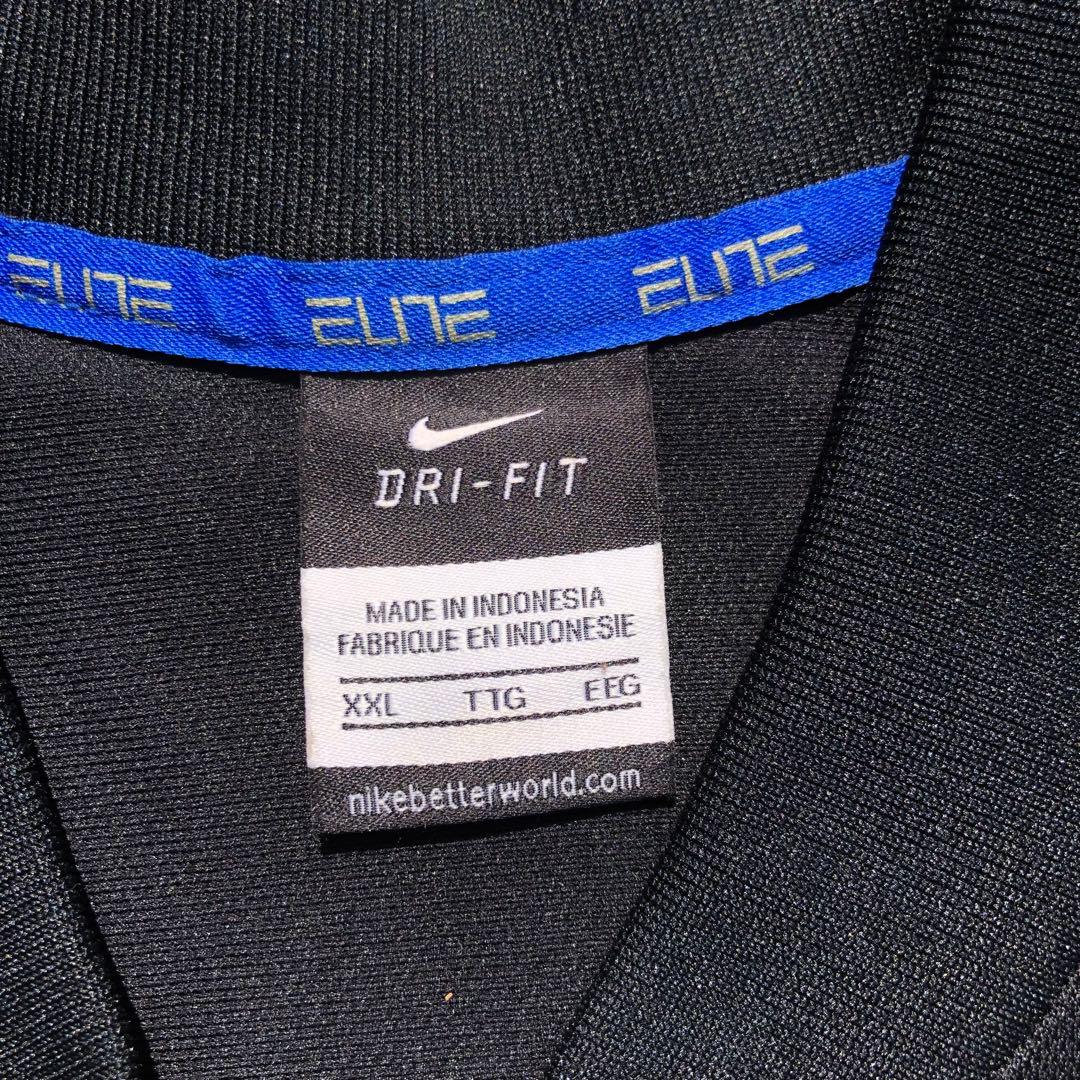 ELITE ELITE ELITE
DRI-FIT
MADE IN INDONESIA
FABRIQUE EN INDONESIE
XXL TTG EEG
nikebetterworld.com